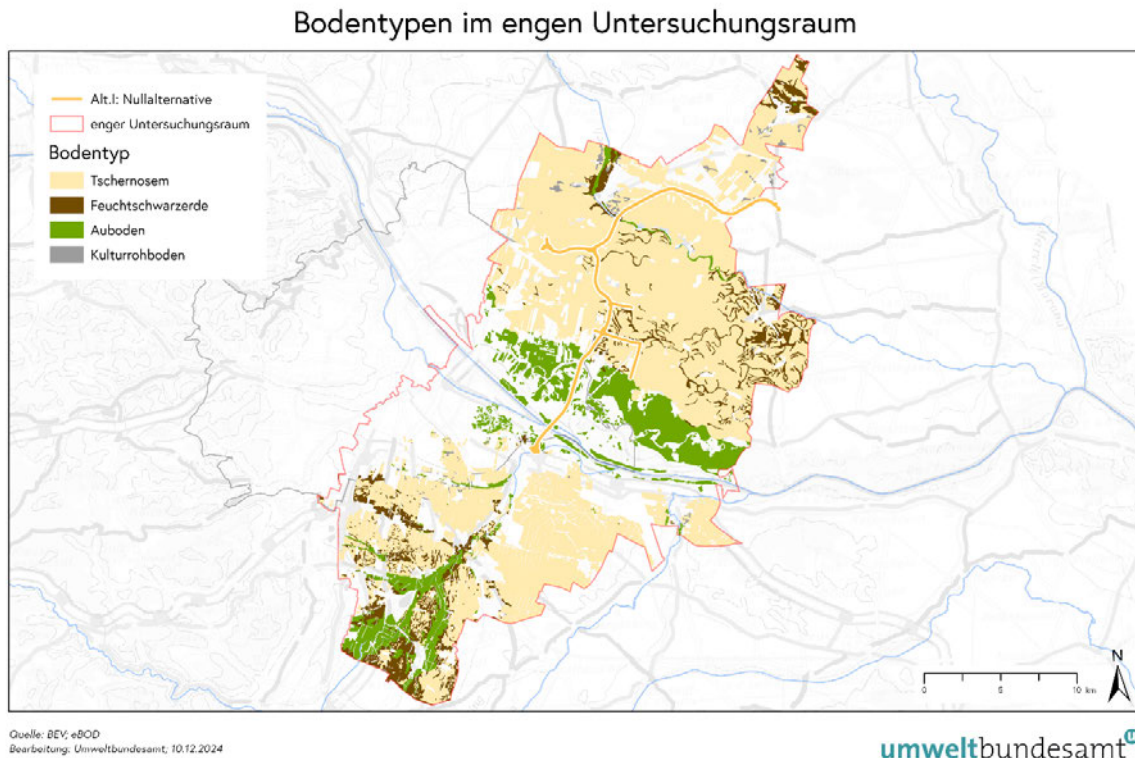 Bodentypen im engen Untersuchungsraum
Alt.I: Nullalternative
enger Untersuchungsraum
Bodentyp
Tschernosem
Feuchtschwarzerde
Auboden
Kulturrohboden
N
0 5 10 km
Quelle: BEV; eBOD
Bearbeitung: Umweltbundesamt; 10.12.2024
umweltbundesamt